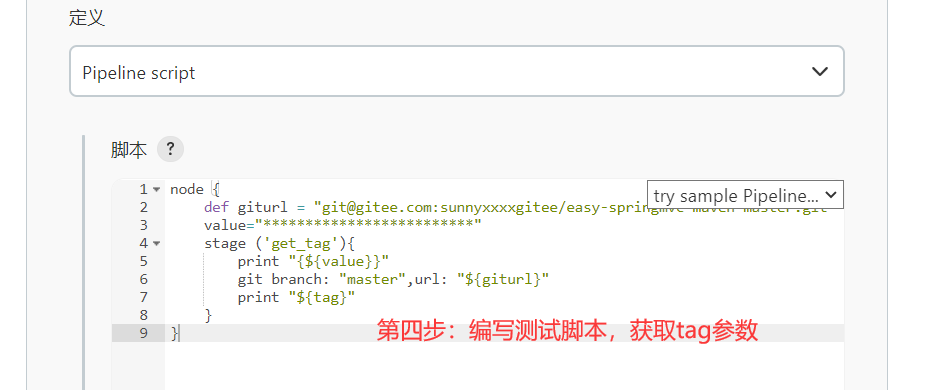 定义
Pipeline script
脚本 ?
try sample Pipeline...
1 node {
2 def giturl = "git@gitee.com:sunnyxxxxgitee/easy-springmvc-maven-master.git"
3 value="*************************"
4 stage ('get_tag'){
5 print "{${value}}"
6 git branch: "master",url: "${giturl}"
7 print "${tag}"
8 }
9 }
第四步：编写测试脚本，获取tag参数